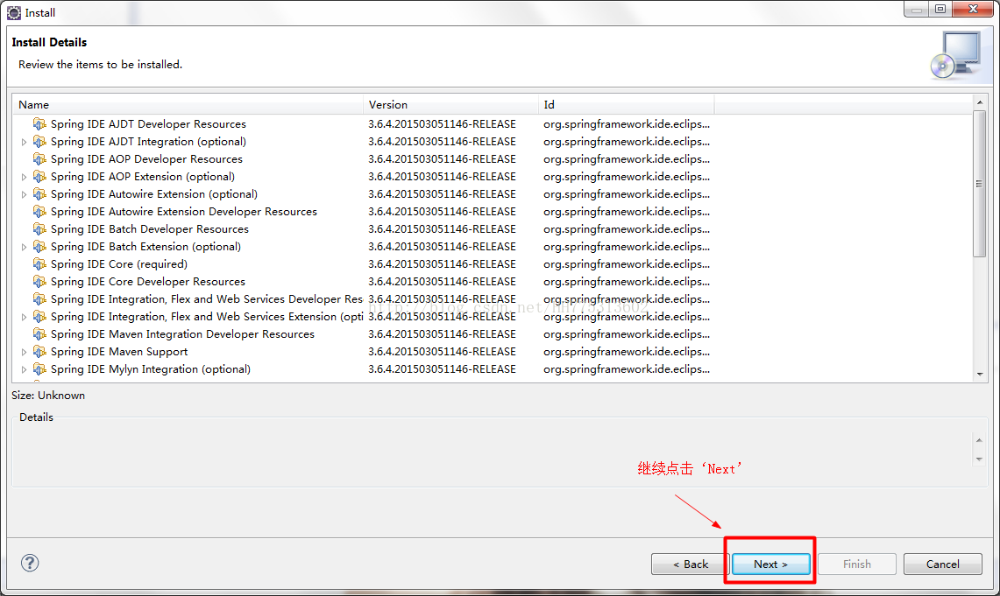 Install
Install Details
Review the items to be installed.
Name Version Id
Spring IDE AJDT Developer Resources 3.6.4.201503051146-RELEASE org.springframework.ide.eclips...
Spring IDE AJDT Integration (optional) 3.6.4.201503051146-RELEASE org.springframework.ide.eclips...
Spring IDE AOP Developer Resources 3.6.4.201503051146-RELEASE org.springframework.ide.eclips...
Spring IDE AOP Extension (optional) 3.6.4.201503051146-RELEASE org.springframework.ide.eclips...
Spring IDE Autowire Extension (optional) 3.6.4.201503051146-RELEASE org.springframework.ide.eclips...
Spring IDE Autowire Extension Developer Resources 3.6.4.201503051146-RELEASE org.springframework.ide.eclips...
Spring IDE Batch Developer Resources 3.6.4.201503051146-RELEASE org.springframework.ide.eclips...
Spring IDE Batch Extension (optional) 3.6.4.201503051146-RELEASE org.springframework.ide.eclips...
Spring IDE Core (required) 3.6.4.201503051146-RELEASE org.springframework.ide.eclips...
Spring IDE Core Developer Resources 3.6.4.201503051146-RELEASE org.springframework.ide.eclips...
Spring IDE Integration, Flex and Web Services Developer Res 3.6.4.201503051146-RELEASE org.springframework.ide.eclips...
Spring IDE Integration, Flex and Web Services Extension (opti 3.6.4.201503051146-RELEASE org.springframework.ide.eclips...
Spring IDE Maven Integration Developer Resources 3.6.4.201503051146-RELEASE org.springframework.ide.eclips...
Spring IDE Maven Support 3.6.4.201503051146-RELEASE org.springframework.ide.eclips...
Spring IDE Mylyn Integration (optional) 3.6.4.201503051146-RELEASE org.springframework.ide.eclips...
Size: Unknown
Details
继续点击‘Next’
< Back Next > Finish Cancel